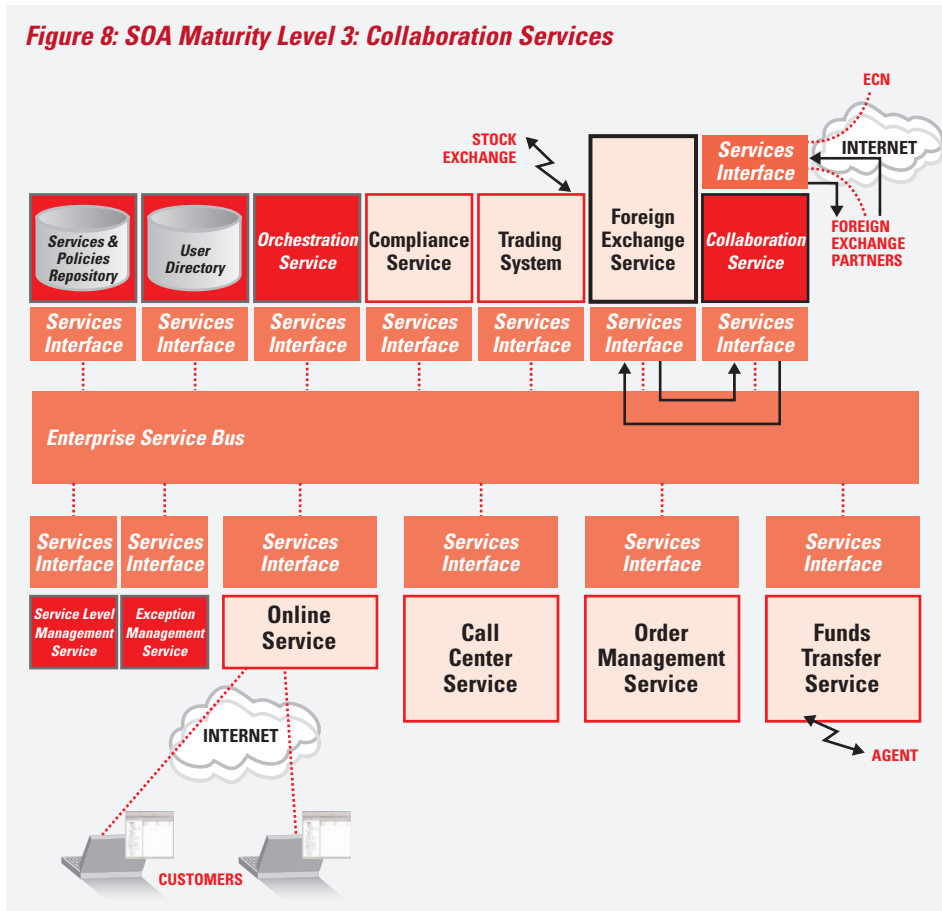 Figure 8: SOA Maturity Level 3: Collaboration Services
ECN
INTERNET
STOCK
EXCHANGE
Services
Interface
FOREIGN
EXCHANGE
PARTNERS
Services &
Policies
Repository
User
Directory
Orchestration
Service
Compliance
Service
Trading
System
Foreign
Exchange
Service
Collaboration
Service
Services
Interface
Services
Interface
Services
Interface
Services
Interface
Services
Interface
Services
Interface
Services
Interface
Enterprise Service Bus
Services
Interface
Services
Interface
Services
Interface
Services
Interface
Services
Interface
Services
Interface
Service Level
Management
Service
Exception
Management
Service
Online
Service
Call
Center
Service
Order
Management
Service
Funds
Transfer
Service
INTERNET
AGENT
CUSTOMERS